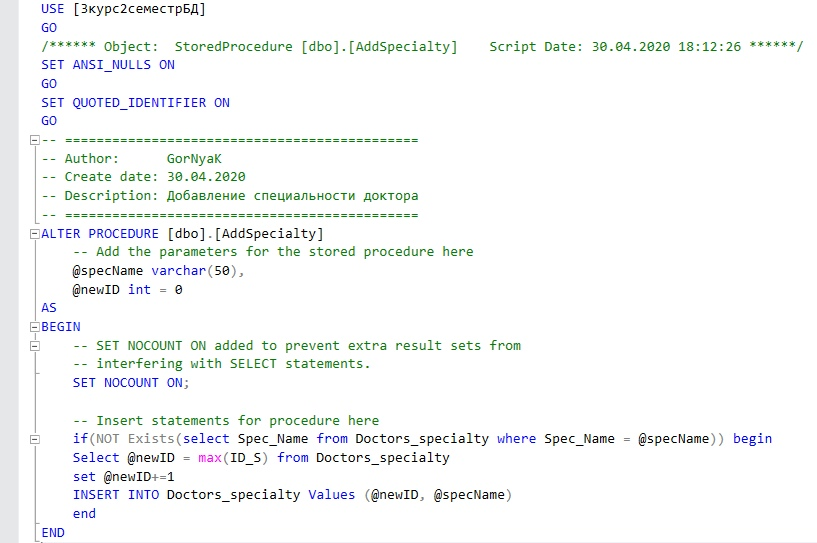 USE [3курс2семестрБД]
GO
/****** Object:  StoredProcedure [dbo].[AddSpecialty]    Script Date: 30.04.2020 18:12:26 ******/
SET ANSI_NULLS ON
GO
SET QUOTED_IDENTIFIER ON
GO
-- =============================================
-- Author:      GorNyaK
-- Create date: 30.04.2020
-- Description: Добавление специальности доктора
-- =============================================
ALTER PROCEDURE [dbo].[AddSpecialty]
    -- Add the parameters for the stored procedure here
    @specName varchar(50),
    @newID int = 0
AS
BEGIN
    -- SET NOCOUNT ON added to prevent extra result sets from
    -- interfering with SELECT statements.
    SET NOCOUNT ON;

    -- Insert statements for procedure here
    if(NOT Exists(select Spec_Name from Doctors_specialty where Spec_Name = @specName)) begin
    Select @newID = max(ID_S) from Doctors_specialty
    set @newID+=1
    INSERT INTO Doctors_specialty Values (@newID, @specName)
    end
END